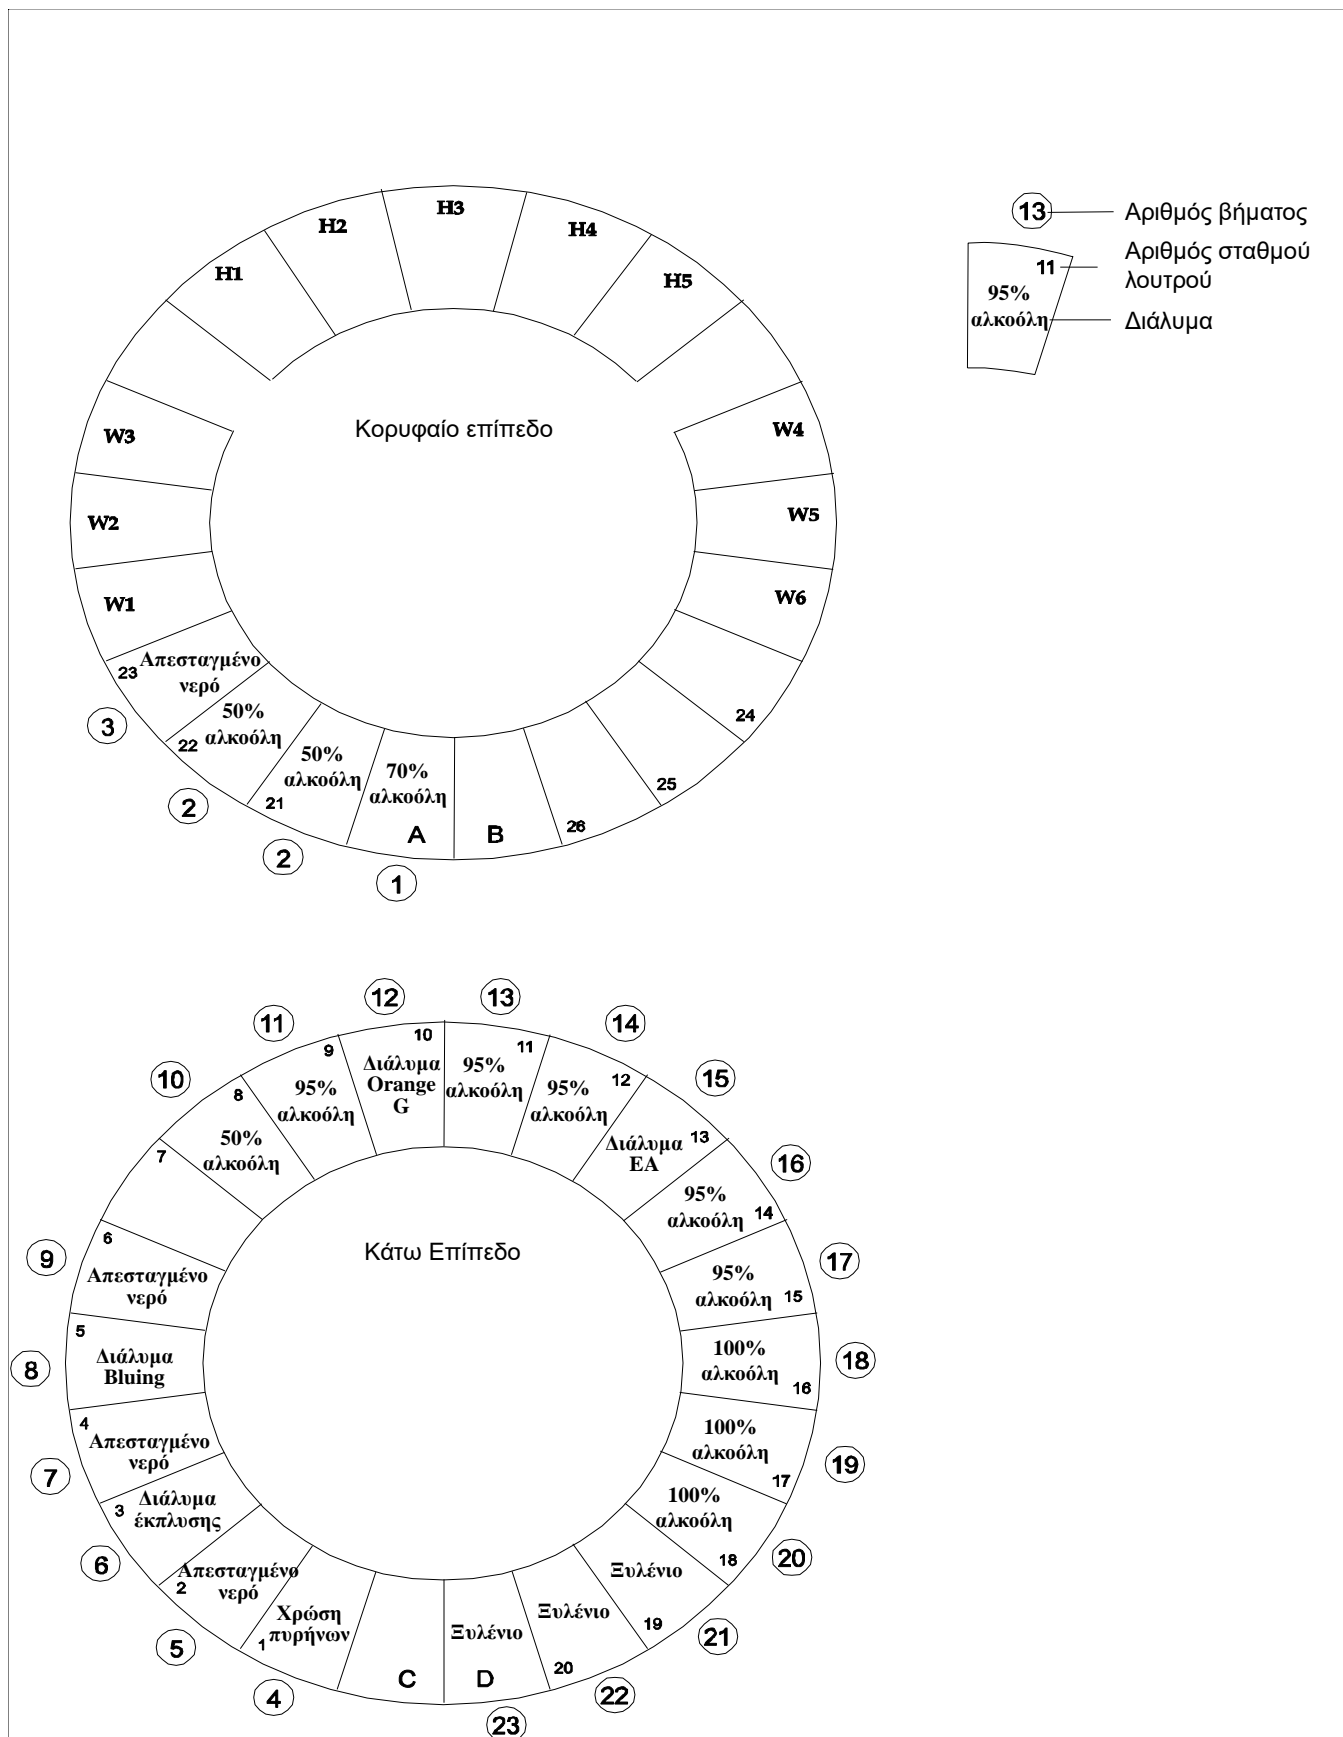 H3
H2
H4
H1
H5
13
Αριθμός βήματος
11
Αριθμός σταθμού
λουτρού
95%
αλκοόλη
Διάλυμα
Κορυφαίο επίπεδο
W3
W4
W2
W5
W1
W6
23
Απεσταγμένο
νερό
3
22
50%
αλκοόλη
2
21
50%
αλκοόλη
2
70%
αλκοόλη
A
1
B
26
25
24
12
13
11
14
10
15
10
Διάλυμα
Orange
G
11
95%
αλκοόλη
9
95%
αλκοόλη
12
95%
αλκοόλη
8
50%
αλκοόλη
13
Διάλυμα
EA
7
16
95%
αλκοόλη
14
Κάτω Επίπεδο
9
6
Απεσταγμένο
νερό
17
95%
αλκοόλη
15
8
5
Διάλυμα
Bluing
18
100%
αλκοόλη
16
7
4
Απεσταγμένο
νερό
19
100%
αλκοόλη
17
6
3
Διάλυμα
έκπλυσης
20
100%
αλκοόλη
18
5
2
Απεσταγμένο
νερό
21
Ξυλένιο
19
4
1
Χρώση
πυρήνων
22
Ξυλένιο
20
C
Ξυλένιο
D
23